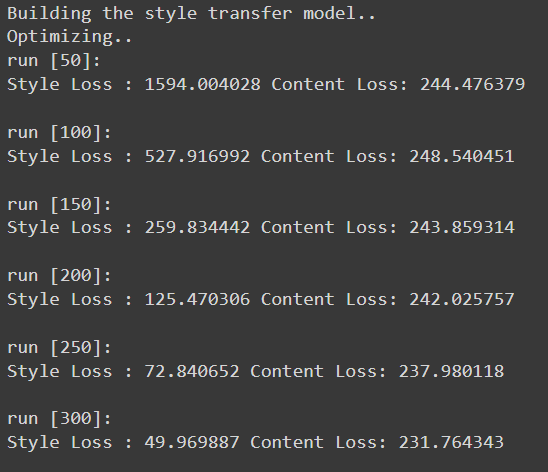 Building the style transfer model..
Optimizing..
run [50]:
Style Loss : 1594.004028 Content Loss: 244.476379
run [100]:
Style Loss : 527.916992 Content Loss: 248.540451
run [150]:
Style Loss : 259.834442 Content Loss: 243.859314
run [200]:
Style Loss : 125.470306 Content Loss: 242.025757
run [250]:
Style Loss : 72.840652 Content Loss: 237.980118
run [300]:
Style Loss : 49.969887 Content Loss: 231.764343